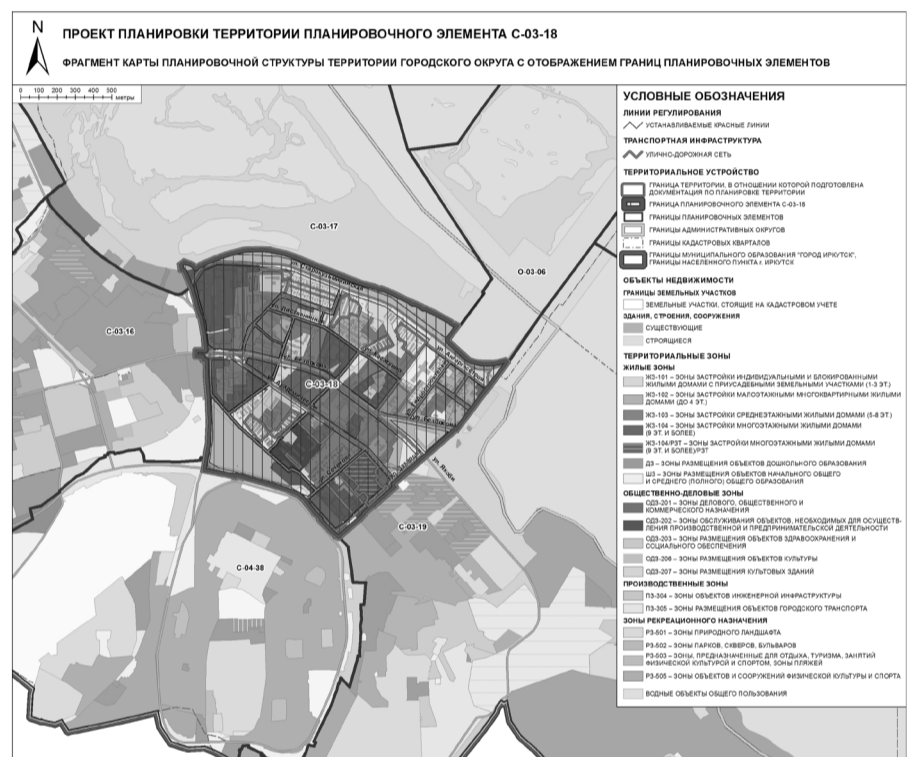 N
ПРОЕКТ ПЛАНИРОВКИ ТЕРРИТОРИИ ПЛАНИРОВОЧНОГО ЭЛЕМЕНТА С-03-18
ФРАГМЕНТ КАРТЫ ПЛАНИРОВОЧНОЙ СТРУКТУРЫ ТЕРРИТОРИИ ГОРОДСКОГО ОКРУГА С ОТОБРАЖЕНИЕМ ГРАНИЦ ПЛАНИРОВОЧНЫХ ЭЛЕМЕНТОВ
0 100 200 300 400 500
метры
С-03-17
О-03-06
С-03-16
С-03-18
ул. Якоби
С-03-19
С-04-38
УСЛОВНЫЕ ОБОЗНАЧЕНИЯ
ЛИНИИ РЕГУЛИРОВАНИЯ
УСТАНАВЛИВАЕМЫЕ КРАСНЫЕ ЛИНИИ
ТРАНСПОРТНАЯ ИНФРАСТРУКТУРА
УЛИЧНО-ДОРОЖНАЯ СЕТЬ
ТЕРРИТОРИАЛЬНОЕ УСТРОЙСТВО
ГРАНИЦА ТЕРРИТОРИИ, В ОТНОШЕНИИ КОТОРОЙ ПОДГОТОВЛЕНА
ДОКУМЕНТАЦИЯ ПО ПЛАНИРОВКЕ ТЕРРИТОРИИ
ГРАНИЦА ПЛАНИРОВОЧНОГО ЭЛЕМЕНТА С-03-18
ГРАНИЦЫ ПЛАНИРОВОЧНЫХ ЭЛЕМЕНТОВ
ГРАНИЦЫ АДМИНИСТРАТИВНЫХ ОКРУГОВ
ГРАНИЦЫ КАДАСТРОВЫХ КВАРТАЛОВ
ГРАНИЦЫ МУНИЦИПАЛЬНОГО ОБРАЗОВАНИЯ "ГОРОД ИРКУТСК",
ГРАНИЦЫ НАСЕЛЕННОГО ПУНКТА г. ИРКУТСК
ОБЪЕКТЫ НЕДВИЖИМОСТИ
ГРАНИЦЫ ЗЕМЕЛЬНЫХ УЧАСТКОВ
ЗЕМЕЛЬНЫЕ УЧАСТКИ, СТОЯЩИЕ НА КАДАСТРОВОМ УЧЕТЕ
ЗДАНИЯ, СТРОЕНИЯ, СООРУЖЕНИЯ
СУЩЕСТВУЮЩИЕ
СТРОЯЩИЕСЯ
ТЕРРИТОРИАЛЬНЫЕ ЗОНЫ
ЖИЛЫЕ ЗОНЫ
ЖЗ-101 – ЗОНЫ ЗАСТРОЙКИ ИНДИВИДУАЛЬНЫМИ И БЛОКИРОВАННЫМИ
ЖИЛЫМИ ДОМАМИ С ПРИУСАДЕБНЫМИ ЗЕМЕЛЬНЫМИ УЧАСТКАМИ (1-3 ЭТ.)
ЖЗ-102 – ЗОНЫ ЗАСТРОЙКИ МАЛОЭТАЖНЫМИ МНОГОКВАРТИРНЫМИ ЖИЛЫМИ
ДОМАМИ (ДО 4 ЭТ.)
ЖЗ-103 – ЗОНЫ ЗАСТРОЙКИ СРЕДНЕЭТАЖНЫМИ ЖИЛЫМИ ДОМАМИ (5-8 ЭТ.)
ЖЗ-104 – ЗОНЫ ЗАСТРОЙКИ МНОГОЭТАЖНЫМИ ЖИЛЫМИ ДОМАМИ
(9 ЭТ. И БОЛЕЕ)
ЖЗ-104/РЗТ – ЗОНЫ ЗАСТРОЙКИ МНОГОЭТАЖНЫМИ ЖИЛЫМИ ДОМАМИ
(9 ЭТ. И БОЛЕЕ)/РЗТ
ДЗ – ЗОНЫ РАЗМЕЩЕНИЯ ОБЪЕКТОВ ДОШКОЛЬНОГО ОБРАЗОВАНИЯ
ШЗ – ЗОНЫ РАЗМЕЩЕНИЯ ОБЪЕКТОВ НАЧАЛЬНОГО ОБЩЕГО
И СРЕДНЕГО (ПОЛНОГО) ОБЩЕГО ОБРАЗОВАНИЯ
ОБЩЕСТВЕННО-ДЕЛОВЫЕ ЗОНЫ
ОДЗ-201 – ЗОНЫ ДЕЛОВОГО, ОБЩЕСТВЕННОГО И
КОММЕРЧЕСКОГО НАЗНАЧЕНИЯ
ОДЗ-202 – ЗОНЫ ОБСЛУЖИВАНИЯ ОБЪЕКТОВ, НЕОБХОДИМЫХ ДЛЯ ОСУЩЕСТВ-
ЛЕНИЯ ПРОИЗВОДСТВЕННОЙ И ПРЕДПРИНИМАТЕЛЬСКОЙ ДЕЯТЕЛЬНОСТИ
ОДЗ-203 – ЗОНЫ РАЗМЕЩЕНИЯ ОБЪЕКТОВ ЗДРАВООХРАНЕНИЯ И
СОЦИАЛЬНОГО ОБЕСПЕЧЕНИЯ
ОДЗ-206 – ЗОНЫ РАЗМЕЩЕНИЯ ОБЪЕКТОВ КУЛЬТУРЫ
ОДЗ-207 – ЗОНЫ РАЗМЕЩЕНИЯ КУЛЬТОВЫХ ЗДАНИЙ
ПРОИЗВОДСТВЕННЫЕ ЗОНЫ
ПЗ-304 – ЗОНЫ ОБЪЕКТОВ ИНЖЕНЕРНОЙ ИНФРАСТРУКТУРЫ
ПЗ-305 – ЗОНЫ РАЗМЕЩЕНИЯ ОБЪЕКТОВ ГОРОДСКОГО ТРАНСПОРТА
ЗОНЫ РЕКРЕАЦИОННОГО НАЗНАЧЕНИЯ
РЗ-501 – ЗОНЫ ПРИРОДНОГО ЛАНДШАФТА
РЗ-502 – ЗОНЫ ПАРКОВ, СКВЕРОВ, БУЛЬВАРОВ
РЗ-503 – ЗОНЫ, ПРЕДНАЗНАЧЕННЫЕ ДЛЯ ОТДЫХА, ТУРИЗМА, ЗАНЯТИЙ
ФИЗИЧЕСКОЙ КУЛЬТУРОЙ И СПОРТОМ, ЗОНЫ ПЛЯЖЕЙ
РЗ-505 – ЗОНЫ ОБЪЕКТОВ И СООРУЖЕНИЙ ФИЗИЧЕСКОЙ КУЛЬТУРЫ И СПОРТА
ВОДНЫЕ ОБЪЕКТЫ ОБЩЕГО ПОЛЬЗОВАНИЯ